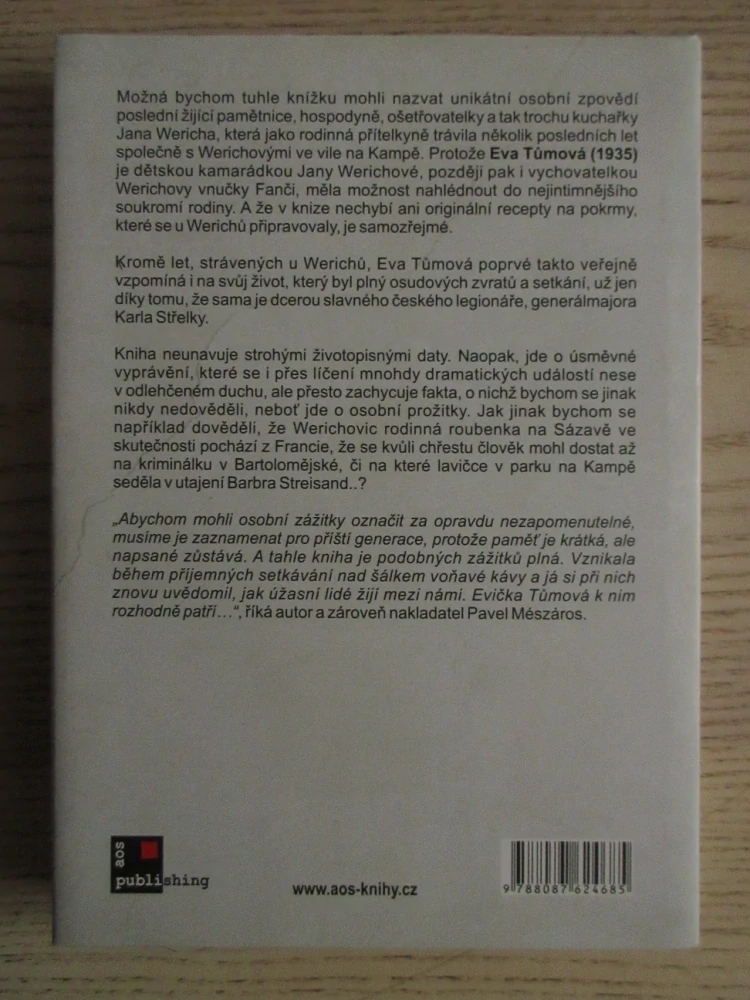 Možná bychom tuhle knížku mohli nazvat unikátní osobní zpovědí
poslední žijící pamětnice, hospodyně, ošetřovatelky a tak trochu kuchařky
Jana Wericha, která jako rodinná přítelkyně trávila několik posledních let
společně s Werichovými ve vile na Kampě. Protože Eva Tůmová (1935)
je dětskou kamarádkou Jany Werichové, později pak i vychovatelkou
Werichovy vnučky Fanči, měla možnost nahlédnout do nejintimnějšího
soukromí rodiny. A že v knize nechybí ani originální recepty na pokrmy,
které se u Werichů připravovaly, je samozřejmé.
Kromě let, strávených u Werichů, Eva Tůmová poprvé takto veřejně
vzpomíná i na svůj život, který byl plný osudových zvratů a setkání, už jen
díky tomu, že sama je dcerou slavného českého legionáře, generálmajora
Karla Střelky.
Kniha neunavuje strohými životopisnými daty. Naopak, jde o úsměvné
vyprávění, které se i přes líčení mnohdy dramatických událostí nese
v odlehčeném duchu, ale přesto zachycuje fakta, o nichž bychom se jinak
nikdy nedověděli, neboť jde o osobní prožitky. Jak jinak bychom se
například dověděli, že Werichovic rodinná roubenka na Sázavě ve
skutečnosti pochází z Francie, že se kvůli chřestu člověk mohl dostat až
na kriminálku v Bartolomějské, či na které lavičce v parku na Kampě
seděla v utajení Barbra Streisand..?
„Abychom mohli osobní zážitky označit za opravdu nezapomenutelné,
musíme je zaznamenat pro příští generace, protože paměť je krátká, ale
napsané zůstává. A tahle kniha je podobných zážitků plná. Vznikala
během příjemných setkávání nad šálkem voňavé kávy a já si při nich
znovu uvědomil, jak úžasní lidé žijí mezi námi. Evička Tůmová k nim
rozhodně patří…“, říká autor a zároveň nakladatel Pavel Mészáros.
aos
publishing
www.aos-knihy.cz
9 788087 624685